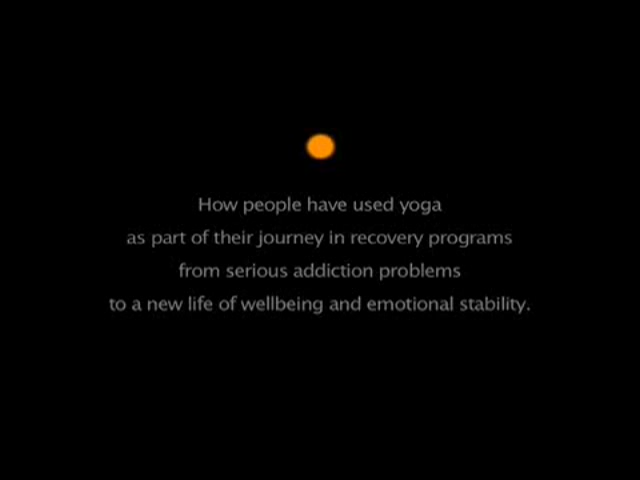 How people have used yoga
as part of their journey in recovery programs
from serious addiction problems
to a new life of wellbeing and emotional stability.